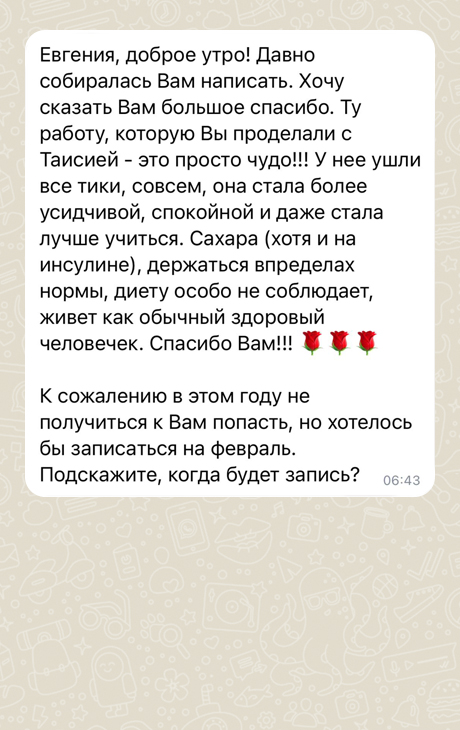 Евгения, доброе утро! Давно
собиралась Вам написать. Хочу
сказать Вам большое спасибо. Ту
работу, которую Вы проделали с
Таисией - это просто чудо!!! У нее ушли
все тики, совсем, она стала более
усидчивой, спокойной и даже стала
лучше учиться. Сахара (хотя и на
инсулине), держаться впределах
нормы, диету особо не соблюдает,
живет как обычный здоровый
человечек. Спасибо Вам!!! 🌹🌹🌹
К сожалению в этом году не
получиться к Вам попасть, но хотелось
бы записаться на февраль.
Подскажите, когда будет запись?
06:43